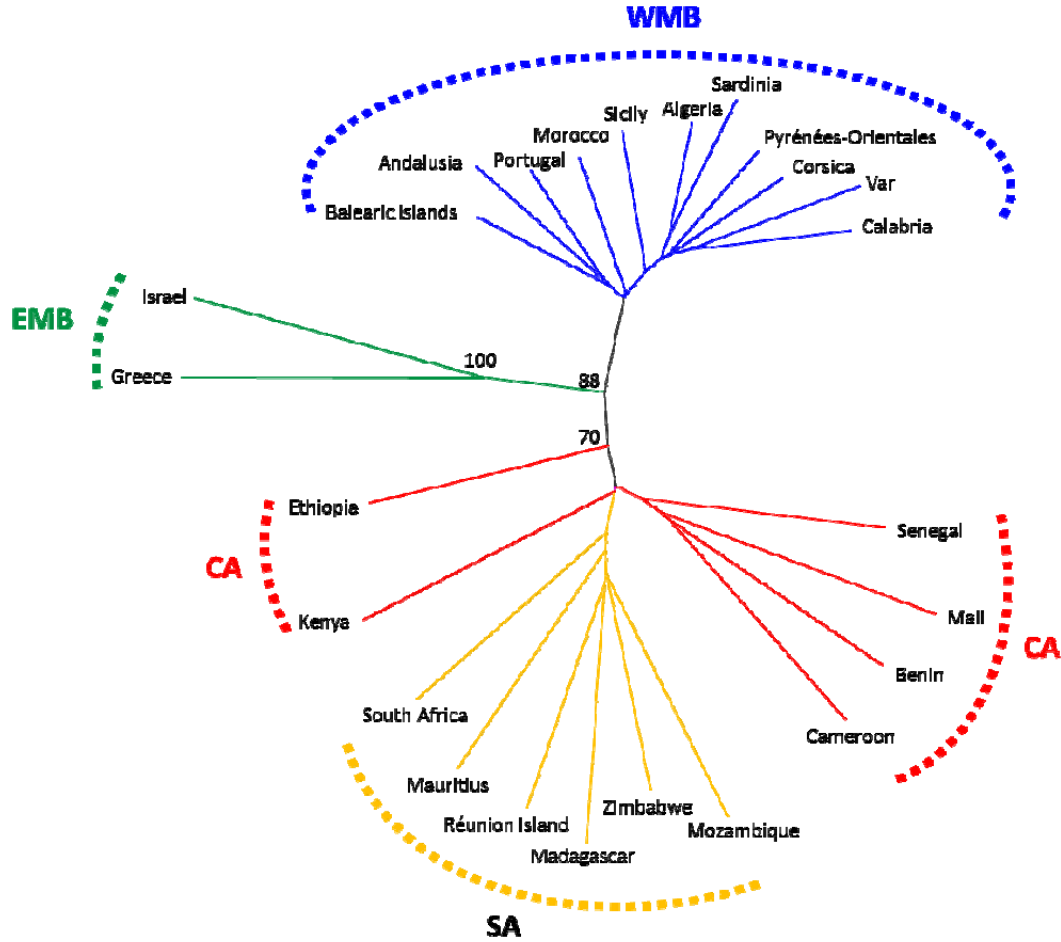 WMB
Sardinia
Algeria
Sicily
Morocco
Pyrénées-Orientales
Portugal
Andalusia
Corsica
Var
Balearic Islands
Calabria
Israel
EMB
100
Greece
88
70
Ethiopia
Senegal
CA
Kenya
Mali
CA
Benin
South Africa
Cameroon
Mauritius
Zimbabwe
Réunion Island
Mozambique
Madagascar
SA